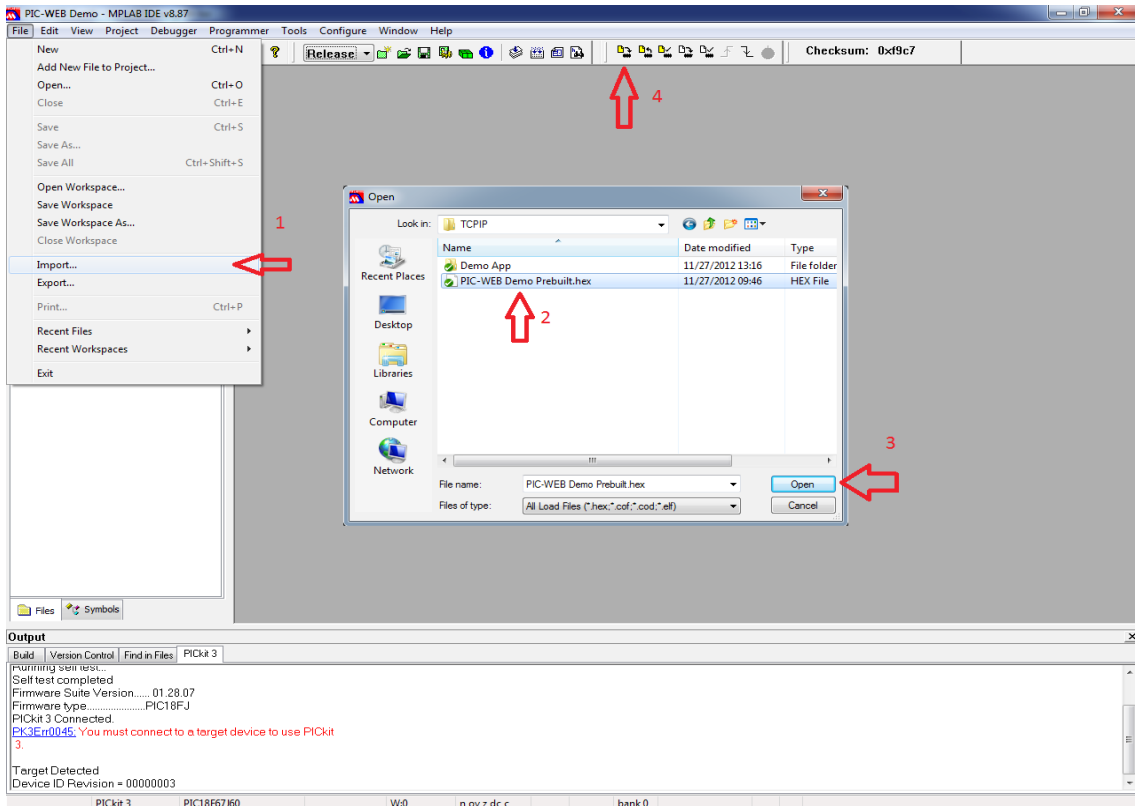 PIC-WEB Demo - MPLAB IDE v8.87
File Edit View Project Debugger Programmer Tools Configure Window Help
Release
Checksum: 0xf9c7
New Ctrl+N
Add New File to Project...
Open... Ctrl+O
Close Ctrl+E
Save Ctrl+S
Save As...
Save All Ctrl+Shift+S
Open Workspace...
Save Workspace
Save Workspace As...
Close Workspace
Import...
Export...
Print... Ctrl+P
Recent Files
Recent Workspaces
Exit
1
4
Open
Look in: TCPIP
Name Date modified Type
Demo App 11/27/2012 13:16 File folder
PIC-WEB Demo Prebuilt.hex 11/27/2012 09:46 HEX File
2
Recent Places
Desktop
Libraries
Computer
Network
3
File name: PIC-WEB Demo Prebuilt.hex Open
Files of type: All Load Files (*.hex;*.cof;*.cod;*.elf) Cancel
Files Symbols
Output
Build Version Control Find in Files PICkit 3
Running self test...
Self test completed
Firmware Suite Version...... 01.28.07
Firmware type......................PIC18FJ
PICkit 3 Connected.
PK3Err0045: You must connect to a target device to use PICkit
3.
Target Detected
Device ID Revision = 00000003
PICkit 3 PIC18F67J60 W:0 n ov z dc c bank 0